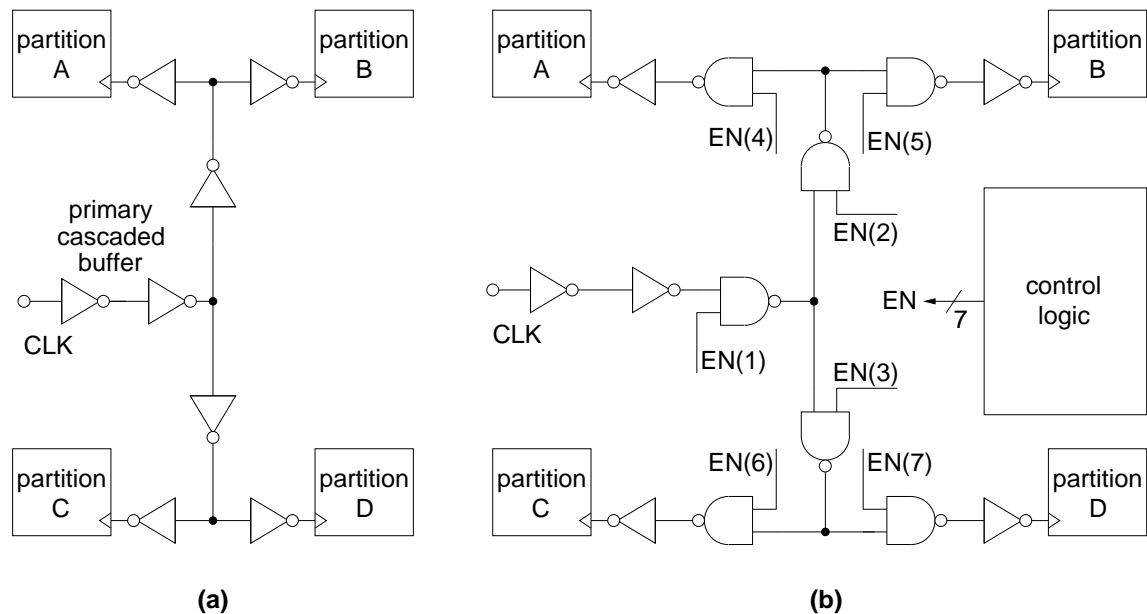 partition
A
partition
B
primary
cascaded
buffer
CLK
partition
C
partition
D
(a)
partition
A
partition
B
EN(4)
EN(5)
EN(2)
CLK
EN(1)
EN(3)
EN
7
control
logic
EN(6)
EN(7)
partition
C
partition
D
(b)